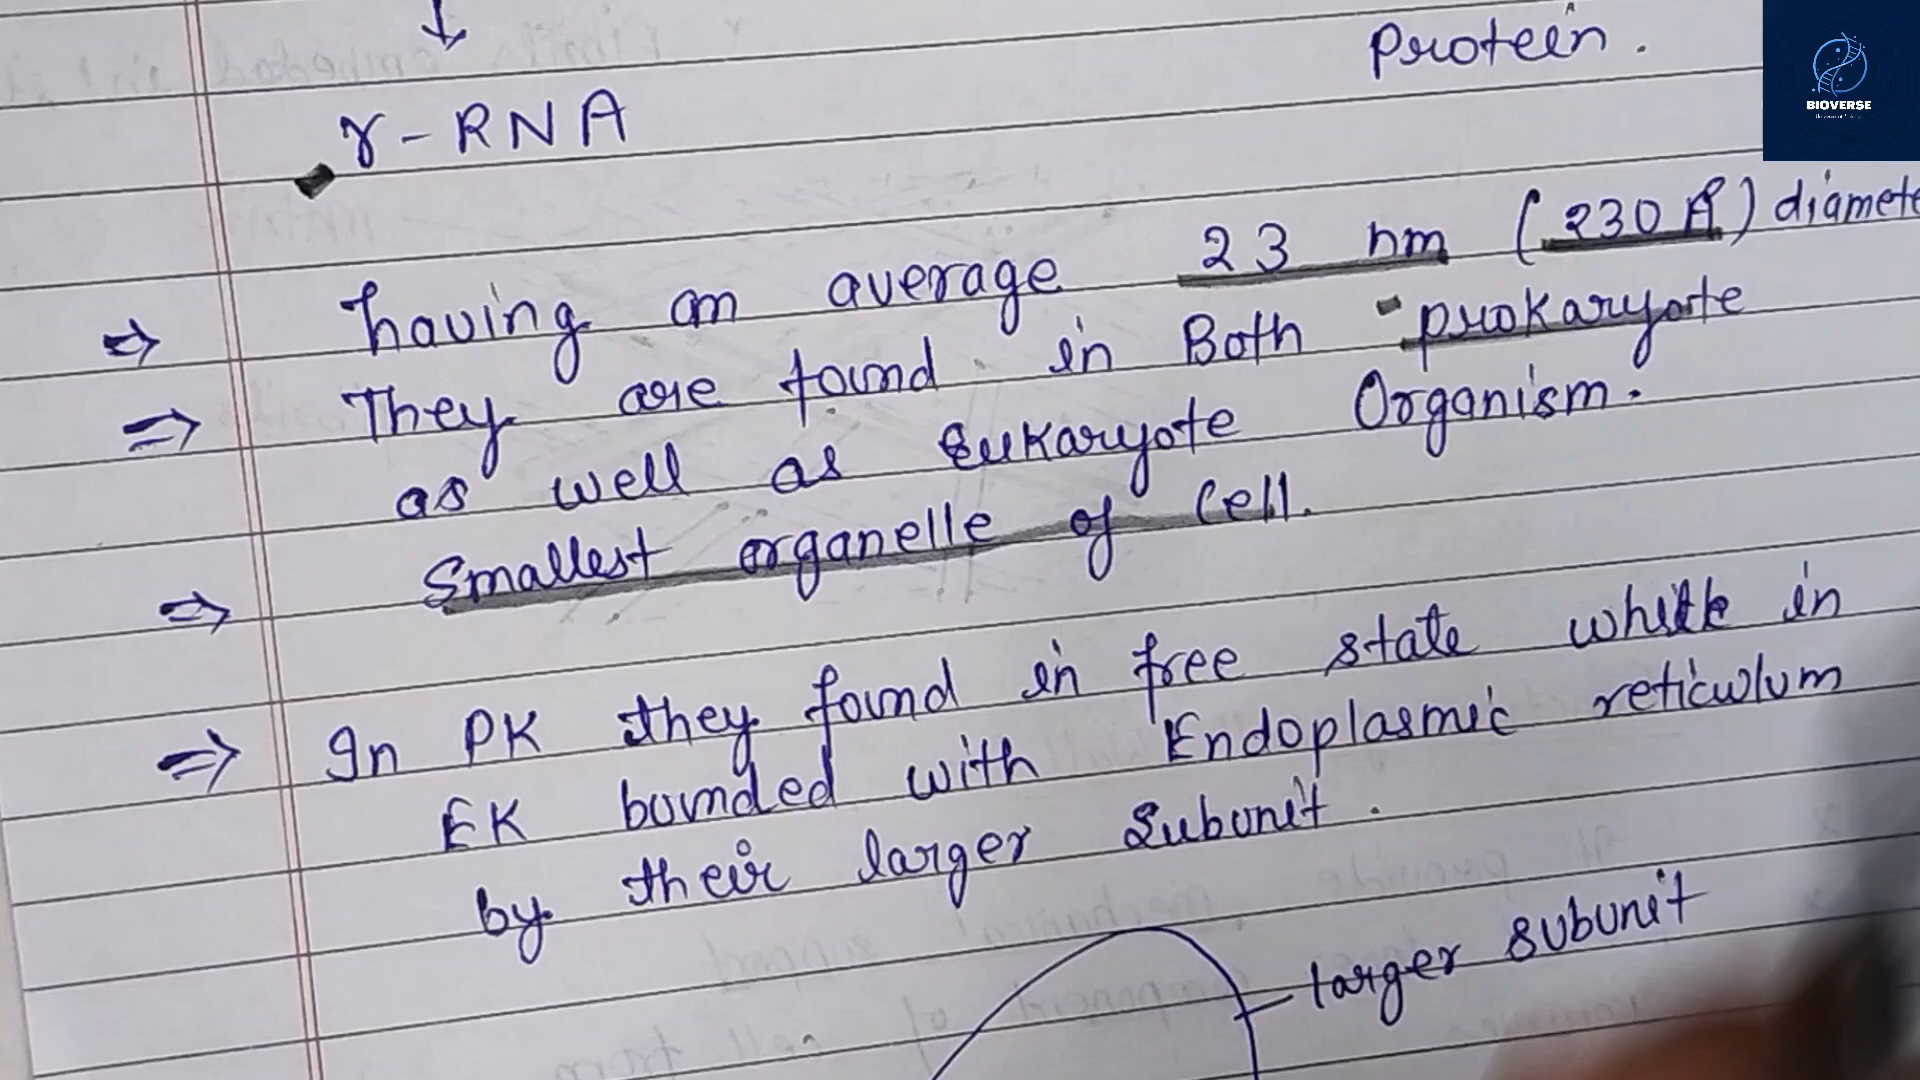 Protein.
r-RNA
BIOVERSE
having an average 23 nm (230 Å) diamete
They are found in Both prokaryote
as well as Eukaryote Organism.
Smallest organelle of Cell.
In PK they found in free state while in
EK bounded with Endoplasmic reticulum
by their larger Subunit.
larger subunit